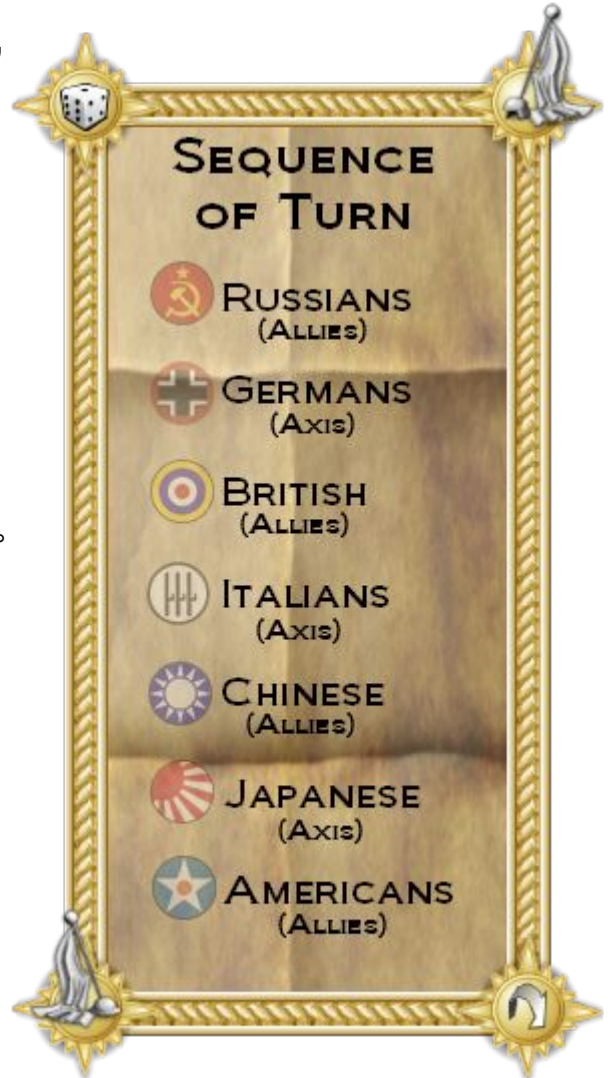 Sequence
of Turn
Russians
(Allies)
Germans
(Axis)
British
(Allies)
Italians
(Axis)
Chinese
(Allies)
Japanese
(Axis)
Americans
(Allies)